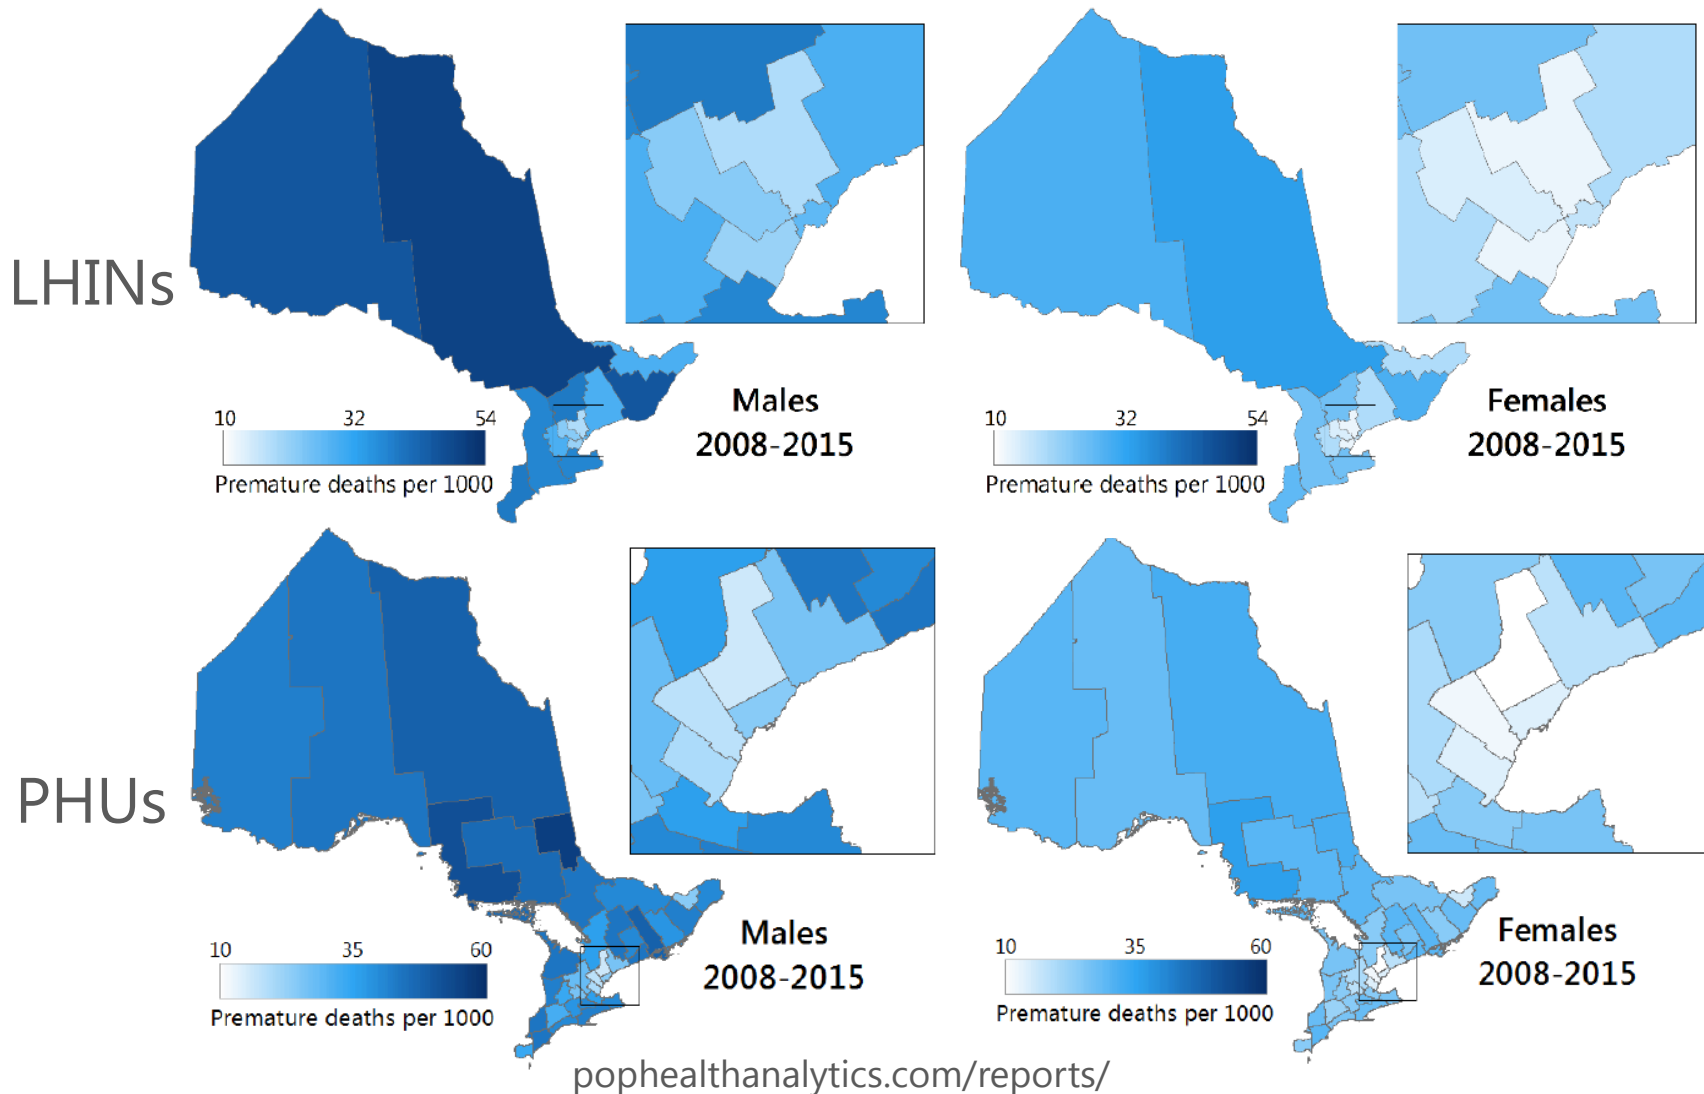 LHINs
10 32 54
Premature deaths per 1000
Males
2008-2015
10 32 54
Premature deaths per 1000
Females
2008-2015
PHUs
10 35 60
Premature deaths per 1000
Males
2008-2015
10 35 60
Premature deaths per 1000
Females
2008-2015
pophealthanalytics.com/reports/